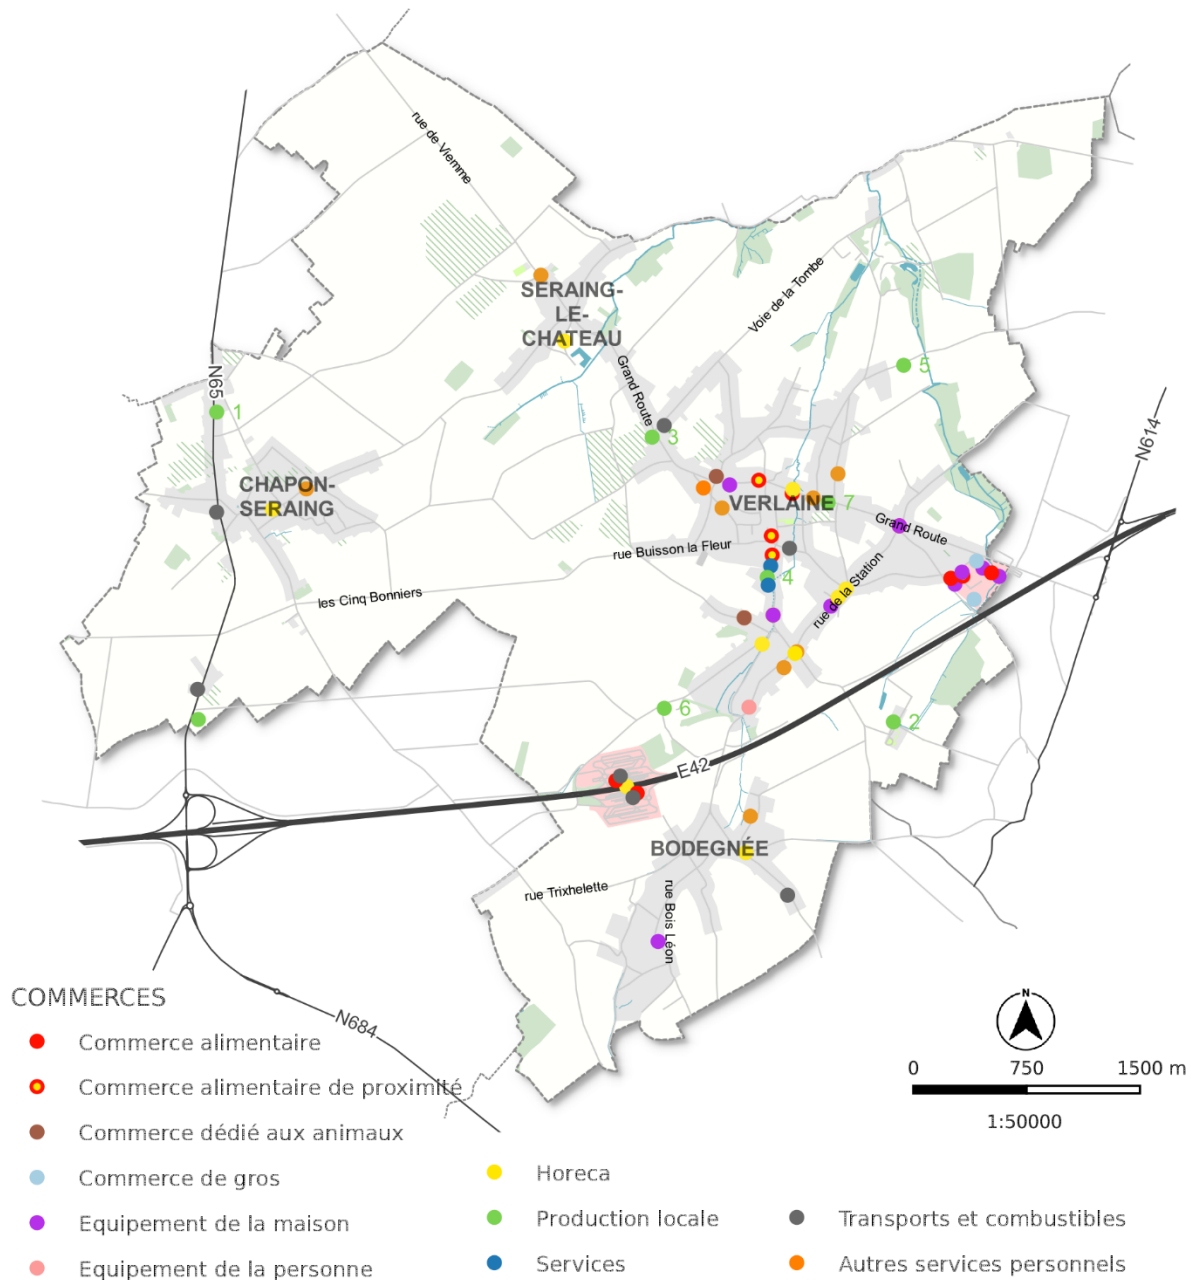 rue de Viemme
SERAING-
LE-
CHATEAU
Voie de la Tombe
N65
Grand Route
5
1
3
N614
CHAPON-
SERAING
VERLAINE
7
Grand Route
rue Buisson la Fleur
4
rue de la Station
les Cinq Bonniers
6
2
E42
BODEGNÉE
rue Trixhelette
rue Bois Léon
N684
N
0 750 1500 m
1:50000
COMMERCES
Commerce alimentaire
Commerce alimentaire de proximité
Commerce dédié aux animaux
Commerce de gros
Equipement de la maison
Equipement de la personne
Horeca
Production locale
Services
Transports et combustibles
Autres services personnels